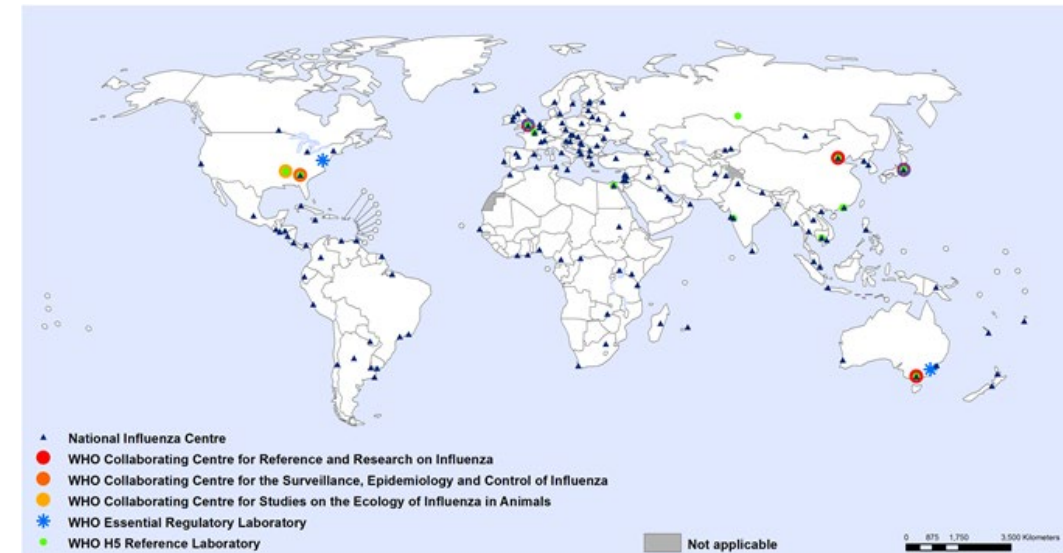 National Influenza Centre
WHO Collaborating Centre for Reference and Research on Influenza
WHO Collaborating Centre for the Surveillance, Epidemiology and Control of Influenza
WHO Collaborating Centre for Studies on the Ecology of Influenza in Animals
WHO Essential Regulatory Laboratory
WHO H5 Reference Laboratory
Not applicable
0 875 1,750 3,500 Kilometers